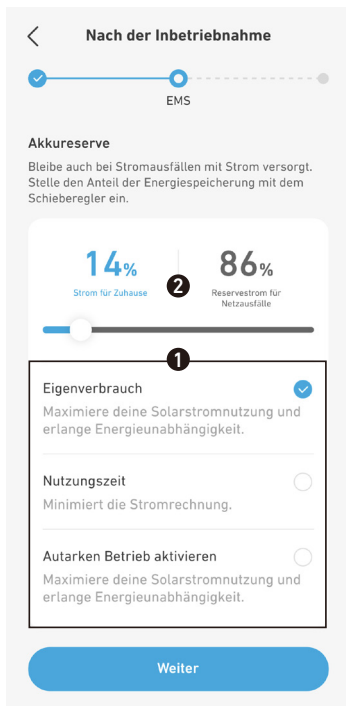 Nach der Inbetriebnahme
EMS
Akkureserve
Bleibe auch bei Stromausfällen mit Strom versorgt.
Stelle den Anteil der Energiespeicherung mit dem
Schieberegler ein.
14%
86%
2
Strom für Zuhause
Reservestrom für
Netzausfälle
1
Eigenverbrauch
Maximiere deine Solarstromnutzung und
erlange Energieunabhängigkeit.
Nutzungszeit
Minimiert die Stromrechnung.
Autarken Betrieb aktivieren
Maximiere deine Solarstromnutzung und
erlange Energieunabhängigkeit.
Weiter